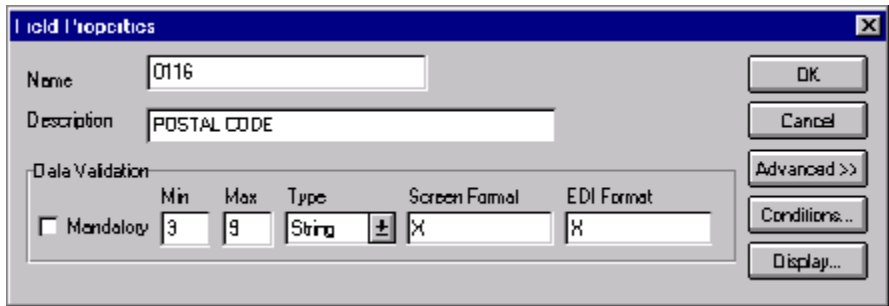 Field Properties
Name 0116 OK
Description POSTAL CODE Cancel
Data Validation Advanced >>
Min Max Type Screen Format EDI Format
Mandatory 3 9 String X X Conditions...
Display...